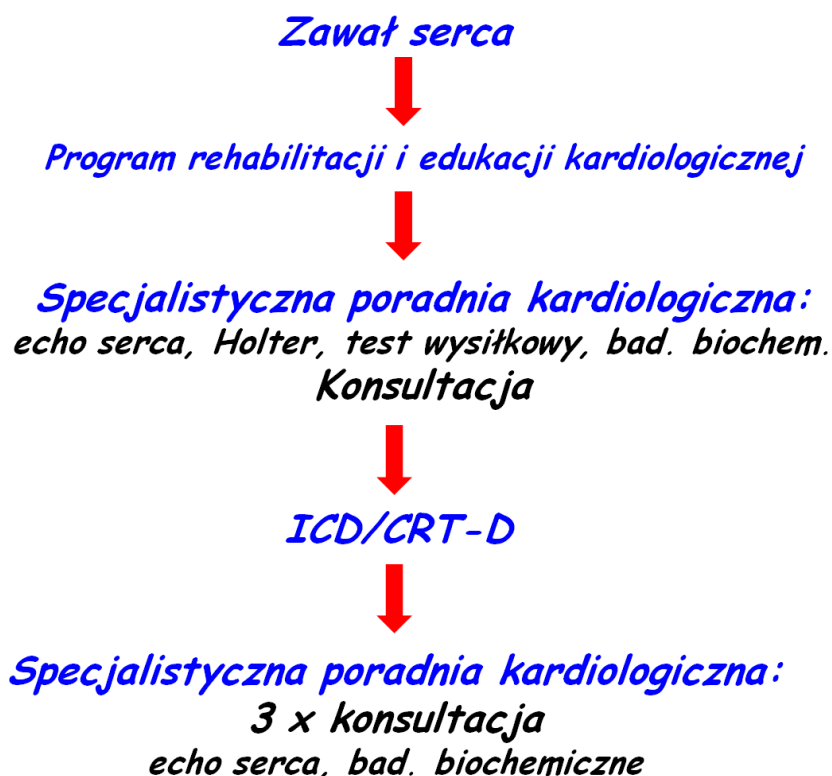 Zawał serca
Program rehabilitacji i edukacji kardiologicznej
Specjalistyczna poradnia kardiologiczna:
echo serca, Holter, test wysiłkowy, bad. biochem.
Konsultacja
ICD/CRT-D
Specjalistyczna poradnia kardiologiczna:
3 x konsultacja
echo serca, bad. biochemiczne